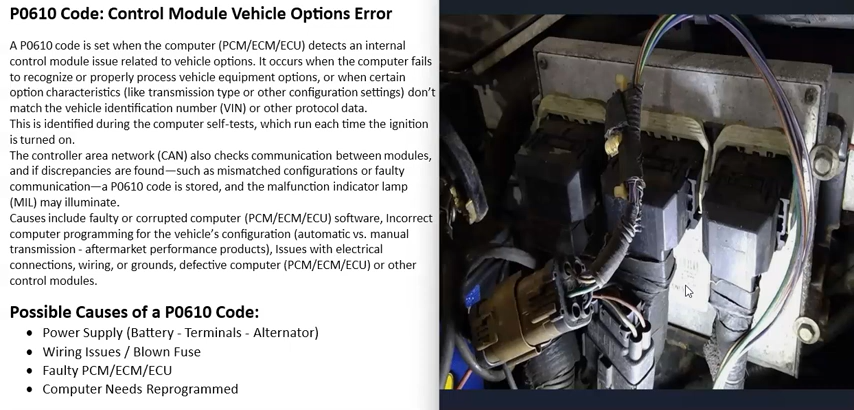 P0610 Code: Control Module Vehicle Options Error
A P0610 code is set when the computer (PCM/ECM/ECU) detects an internal
control module issue related to vehicle options. It occurs when the computer fails
to recognize or properly process vehicle equipment options, or when certain
option characteristics (like transmission type or other configuration settings) don't
match the vehicle identification number (VIN) or other protocol data.
This is identified during the computer self-tests, which run each time the ignition
is turned on.
The controller area network (CAN) also checks communication between modules,
and if discrepancies are found—such as mismatched configurations or faulty
communication—a P0610 code is stored, and the malfunction indicator lamp
(MIL) may illuminate.
Causes include faulty or corrupted computer (PCM/ECM/ECU) software, Incorrect
computer programming for the vehicle's configuration (automatic vs. manual
transmission - aftermarket performance products), Issues with electrical
connections, wiring, or grounds, defective computer (PCM/ECM/ECU) or other
control modules.
Possible Causes of a P0610 Code:
• Power Supply (Battery - Terminals - Alternator)
• Wiring Issues / Blown Fuse
• Faulty PCM/ECM/ECU
• Computer Needs Reprogrammed